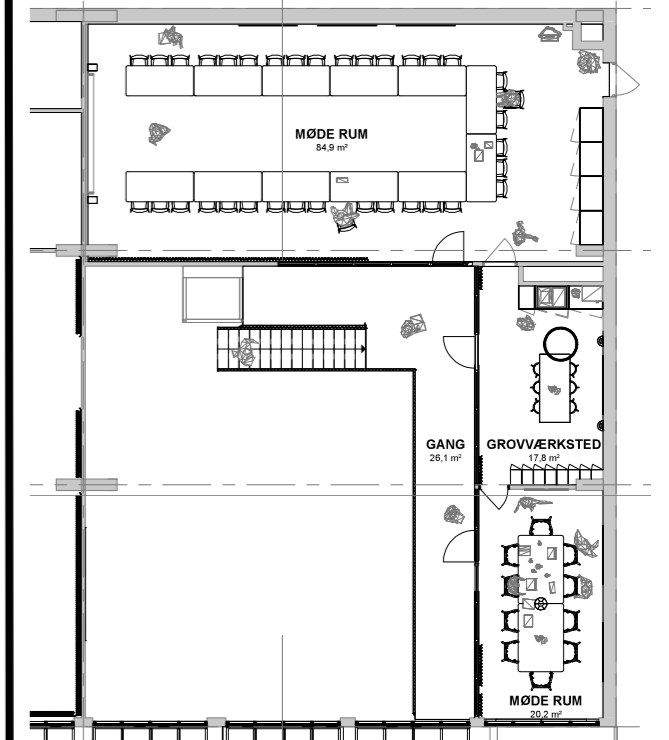 MØDE RUM
84,9 m²
GANG
26,1 m²
GROVVÆRKSTED
17,8 m²
MØDE RUM
20,2 m²